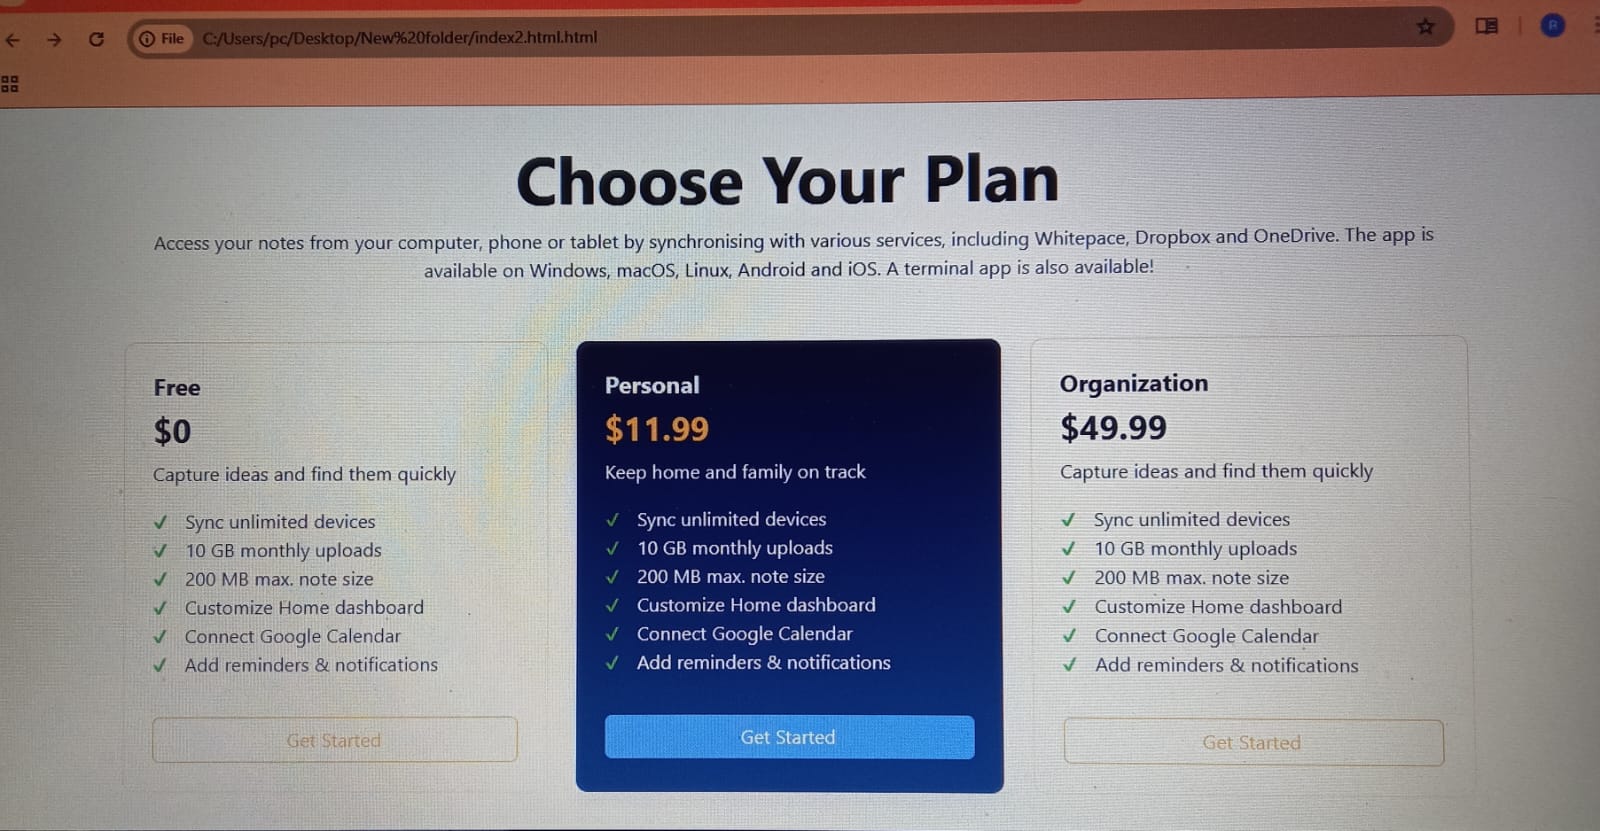 File C:/Users/pc/Desktop/New%20folder/index2.html.html
Choose Your Plan
Access your notes from your computer, phone or tablet by synchronising with various services, including Whitepace, Dropbox and OneDrive. The app is
available on Windows, macOS, Linux, Android and iOS. A terminal app is also available!
Free
$0
Capture ideas and find them quickly
✓ Sync unlimited devices
✓ 10 GB monthly uploads
✓ 200 MB max. note size
✓ Customize Home dashboard
✓ Connect Google Calendar
✓ Add reminders & notifications
Get Started
Personal
$11.99
Keep home and family on track
✓ Sync unlimited devices
✓ 10 GB monthly uploads
✓ 200 MB max. note size
✓ Customize Home dashboard
✓ Connect Google Calendar
✓ Add reminders & notifications
Get Started
Organization
$49.99
Capture ideas and find them quickly
✓ Sync unlimited devices
✓ 10 GB monthly uploads
✓ 200 MB max. note size
✓ Customize Home dashboard
✓ Connect Google Calendar
✓ Add reminders & notifications
Get Started